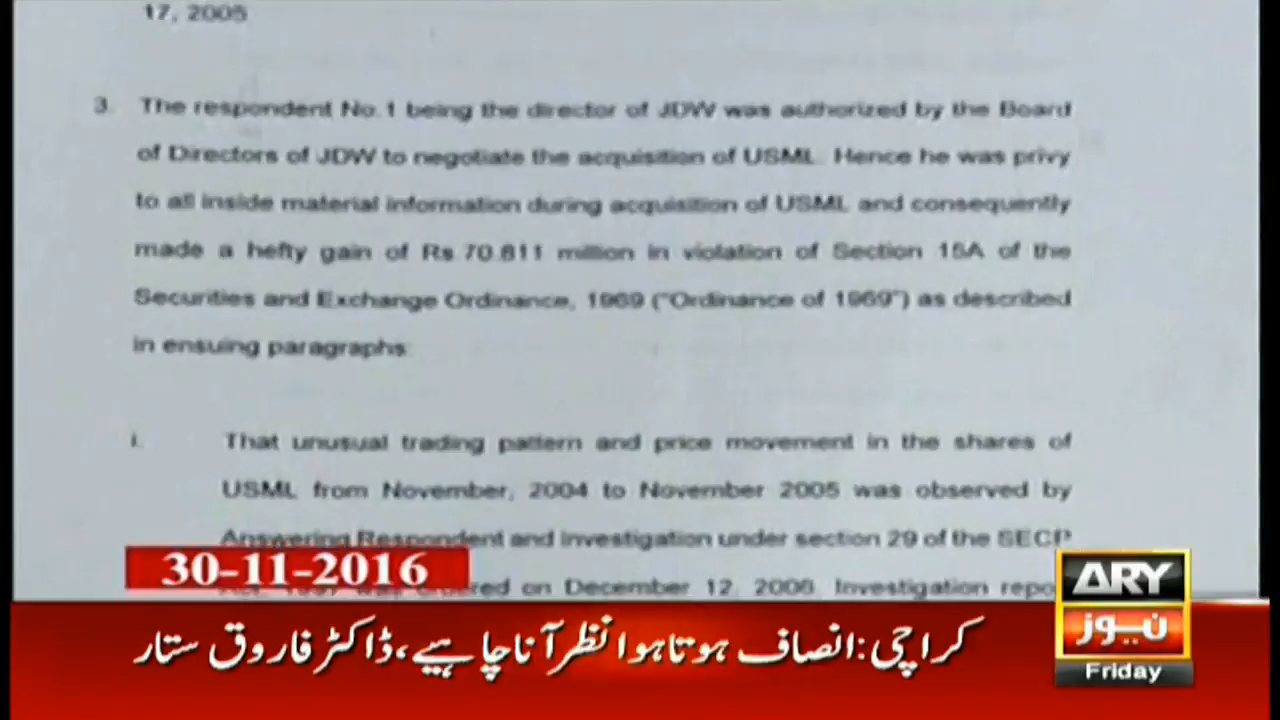 17, 2005
3. The respondent No.1 being the director of JDW was authorized by the Board
of Directors of JDW to negotiate the acquisition of USML. Hence he was privy
to all inside material information during acquisition of USML and consequently
made a hefty gain of Rs.70.811 million in violation of Section 15A of the
Securities and Exchange Ordinance, 1969 ("Ordinance of 1969") as described
in ensuing paragraphs:
i. That unusual trading pattern and price movement in the shares of
USML from November, 2004 to November 2005 was observed by
Answering Respondent and investigation under section 29 of the SECP
on December 12, 2006. Investigation
30-11-2016
کراچی:انصاف ہوتا ہوا نظر آنا چاہیے، ڈاکٹر فاروق ستار
ARY
نیوز
Friday